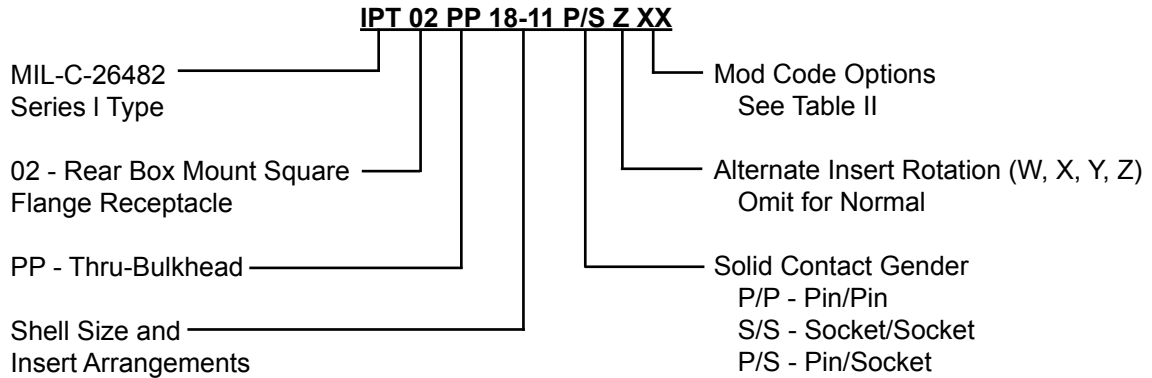 IPT 02 PP 18-11 P/S Z XX
MIL-C-26482
Series I Type
02 - Rear Box Mount Square
Flange Receptacle
PP - Thru-Bulkhead
Shell Size and
Insert Arrangements
Mod Code Options
See Table II
Alternate Insert Rotation (W, X, Y, Z)
Omit for Normal
Solid Contact Gender
P/P - Pin/Pin
S/S - Socket/Socket
P/S - Pin/Socket